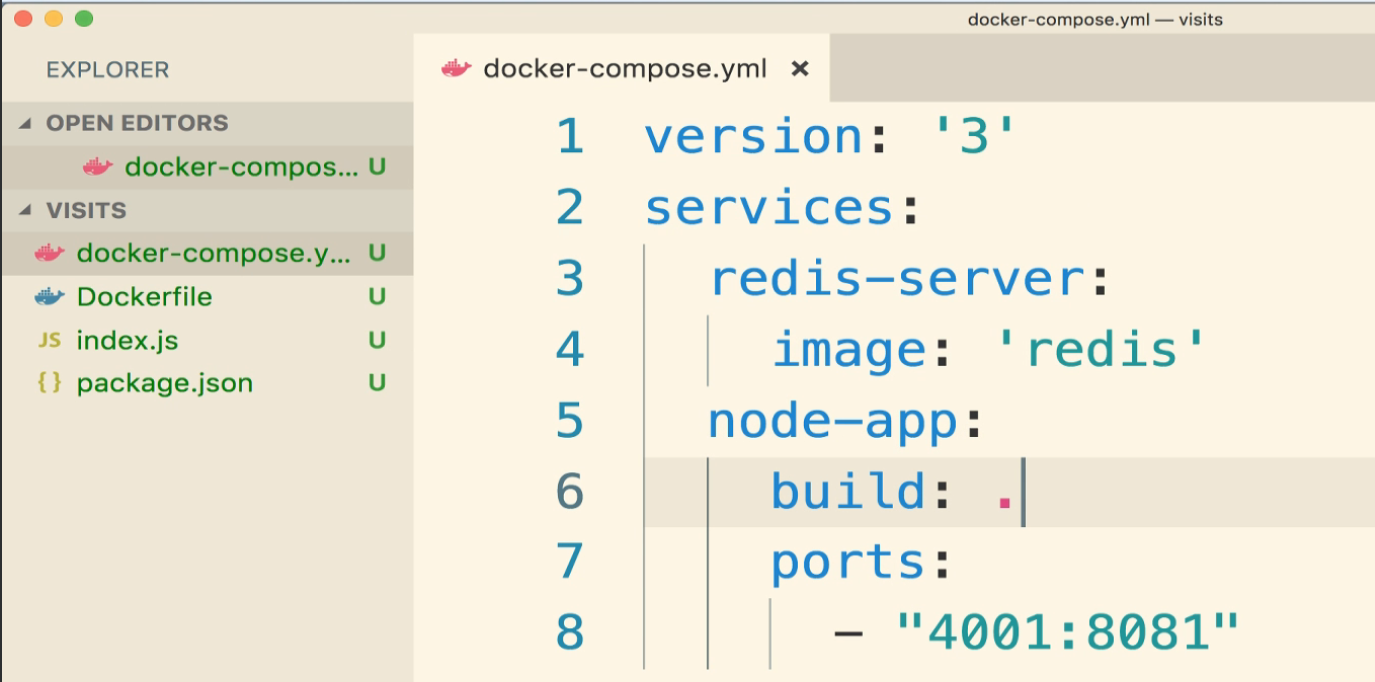 docker-compose.yml — visits
EXPLORER
OPEN EDITORS
docker-compos... U
VISITS
docker-compose.y... U
Dockerfile U
JS index.js U
{} package.json U
docker-compose.yml ×
1 version: '3'
2 services:
3 redis-server:
4 image: 'redis'
5 node-app:
6 build: .
7 ports:
8 - "4001:8081"